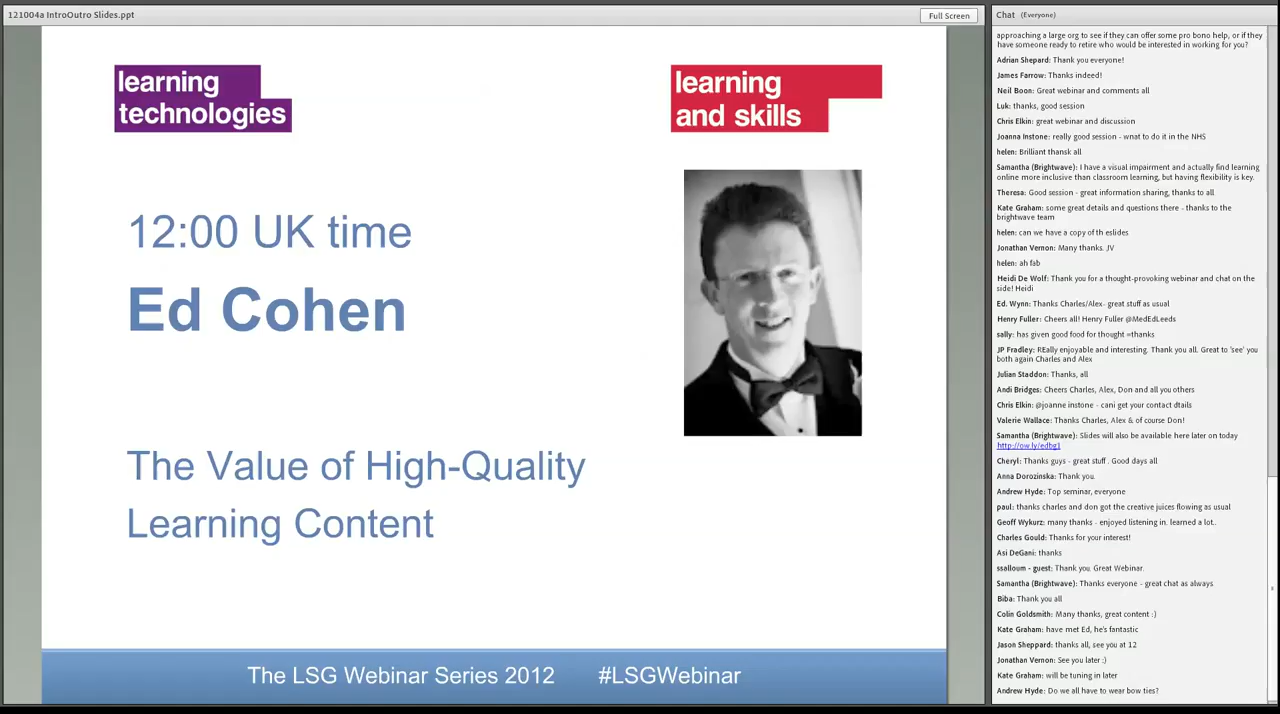 121004a IntroOutro Slides.ppt
Full Screen
learning
technologies
learning
and skills
12:00 UK time
Ed Cohen
The Value of High-Quality
Learning Content
The LSG Webinar Series 2012 #LSGWebinar
Chat (Everyone)
approaching a large org to see if they can offer some pro bono help, or if they
have someone ready to retire who would be interested in working for you?
Adrian Shepard: Thank you everyone!
James Farrow: Thanks indeed!
Neil Boon: Great webinar and comments all
Luk: thanks, good session
Chris Elkin: great webinar and discussion
Joanna Instone: really good session - wnat to do it in the NHS
helen: Brilliant thansk all
Samantha (Brightwave): I have a visual impairment and actually find learning
online more inclusive than classroom learning, but having flexibility is key.
Theresa: Good session - great information sharing, thanks to all
Kate Graham: some great details and questions there - thanks to the
brightwave team
helen: can we have a copy of th eslides
Jonathan Vernon: Many thanks. JV
helen: ah fab
Heidi De Wolf: Thank you for a thought-provoking webinar and chat on the
side! Heidi
Ed. Wynn: Thanks Charles/Alex- great stuff as usual
Henry Fuller: Cheers all! Henry Fuller @MedEdLeeds
sally: has given good food for thought =thanks
JP Fradley: REally enjoyable and interesting. Thank you all. Great to 'see' you
both again Charles and Alex
Julian Staddon: Thanks, all
Andi Bridges: Cheers Charles, Alex, Don and all you others
Chris Elkin: @joanne instone - cani get your contact dtails
Valerie Wallace: Thanks Charles, Alex & of course Don!
Samantha (Brightwave): Slides will also be available here later on today
http://ow.ly/edbg1
Cheryl: Thanks guys - great stuff . Good days all
Anna Dorozinska: Thank you.
Andrew Hyde: Top seminar, everyone
paul: thanks charles and don got the creative juices flowing as usual
Geoff Wykurz: many thanks - enjoyed listening in. learned a lot..
Charles Gould: Thanks for your interest!
Asi DeGani: thanks
ssalloum - guest: Thank you. Great Webinar.
Samantha (Brightwave): Thanks everyone - great chat as always
Biba: Thank you all
Colin Goldsmith: Many thanks, great content :)
Kate Graham: have met Ed, he's fantastic
Jason Sheppard: thanks all, see you at 12
Jonathan Vernon: See you later :)
Kate Graham: will be tuning in later
Andrew Hyde: Do we all have to wear bow ties?